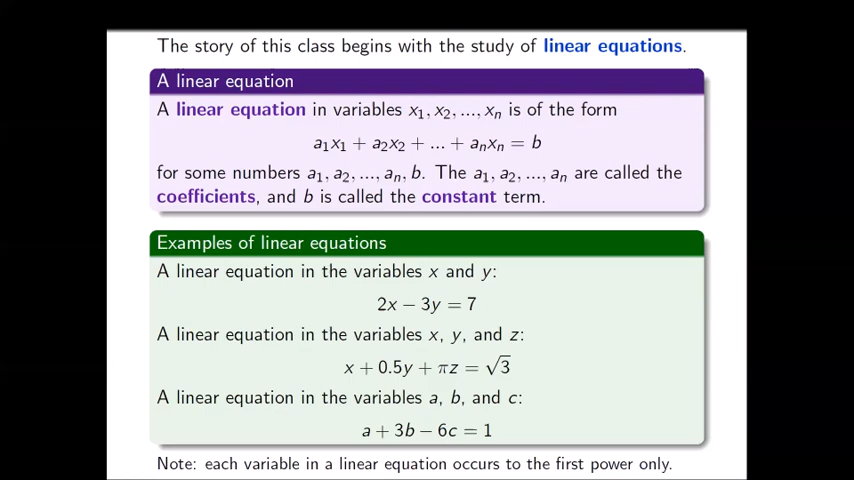 The story of this class begins with the study of linear equations.
A linear equation
A linear equation in variables x₁, x₂, ..., xₙ is of the form
a₁x₁ + a₂x₂ + ... + aₙxₙ = b
for some numbers a₁, a₂, ..., aₙ, b. The a₁, a₂, ..., aₙ are called the
coefficients, and b is called the constant term.
Examples of linear equations
A linear equation in the variables x and y:
2x − 3y = 7
A linear equation in the variables x, y, and z:
x + 0.5y + πz = √3
A linear equation in the variables a, b, and c:
a + 3b − 6c = 1
Note: each variable in a linear equation occurs to the first power only.